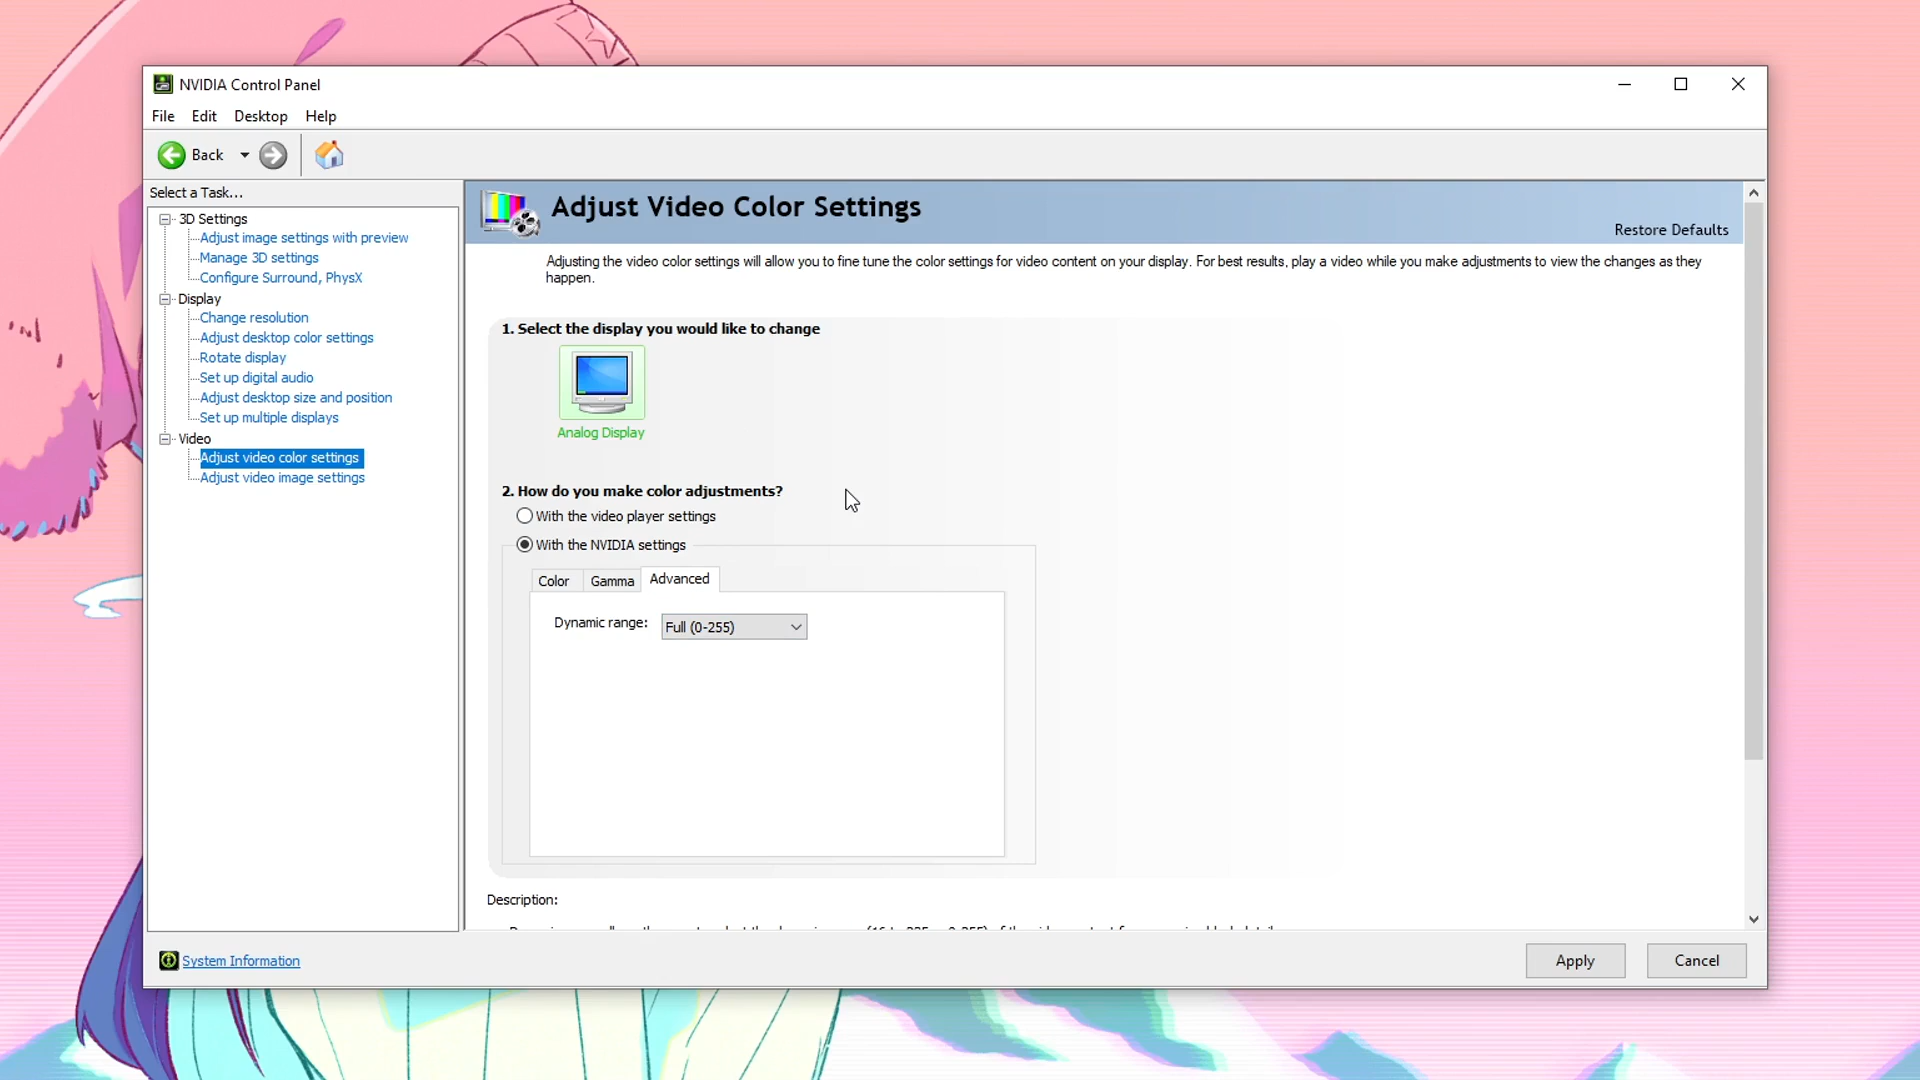 NVIDIA Control Panel
File Edit Desktop Help
Back
Select a Task...
3D Settings
Adjust image settings with preview
Manage 3D settings
Configure Surround, PhysX
Display
Change resolution
Adjust desktop color settings
Rotate display
Set up digital audio
Adjust desktop size and position
Set up multiple displays
Video
Adjust video color settings
Adjust video image settings
System Information
Adjust Video Color Settings
Restore Defaults
Adjusting the video color settings will allow you to fine tune the color settings for video content on your display. For best results, play a video while you make adjustments to view the changes as they
happen.
1. Select the display you would like to change
Analog Display
2. How do you make color adjustments?
With the video player settings
With the NVIDIA settings
Color Gamma Advanced
Dynamic range: Full (0-255)
Description:
Apply Cancel